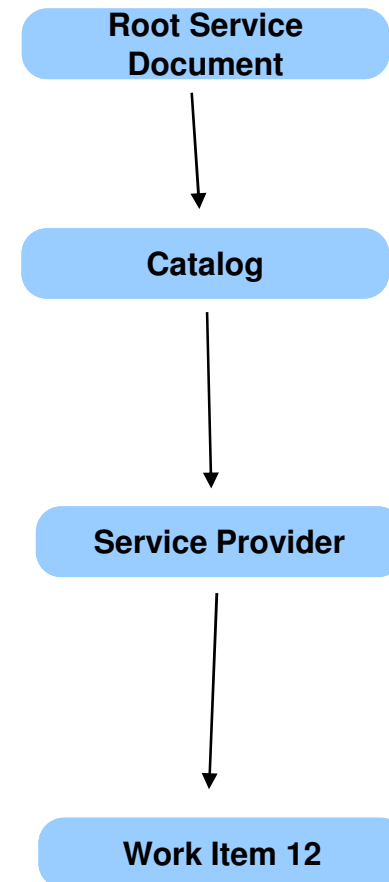 Root Service
Document
Catalog
Service Provider
Work Item 12